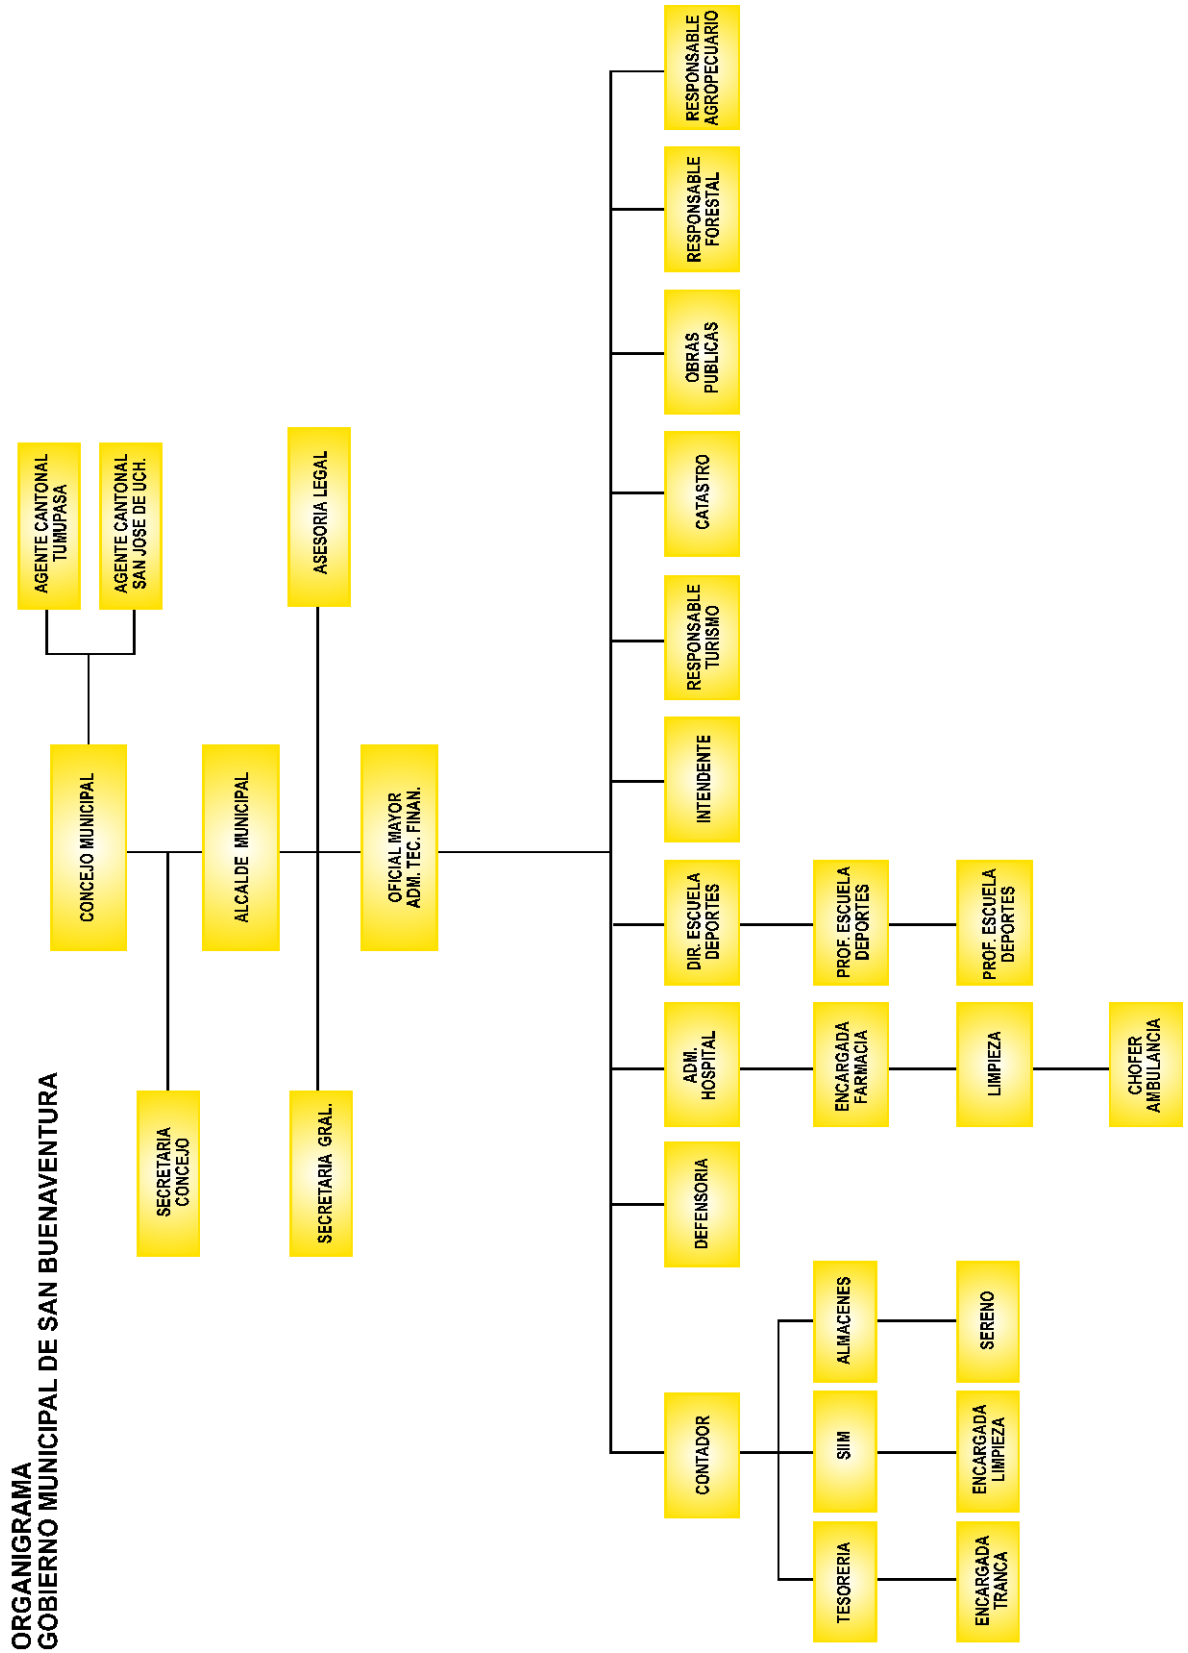 ORGANIGRAMA
GOBIERNO MUNICIPAL DE SAN BUENAVENTURA
CONCEJO MUNICIPAL
AGENTE CANTONAL
TUMUPASA
AGENTE CANTONAL
SAN JOSE DE UCH.
SECRETARIA
CONCEJO
ALCALDE MUNICIPAL
SECRETARIA GRAL.
ASESORIA LEGAL
OFICIAL MAYOR
ADM. TEC. FINAN.
CONTADOR
DEFENSORIA
ADM.
HOSPITAL
DIR. ESCUELA
DEPORTES
INTENDENTE
RESPONSABLE
TURISMO
CATASTRO
OBRAS
PUBLICAS
RESPONSABLE
FORESTAL
RESPONSABLE
AGROPECUARIO
TESORERIA
SIIM
ALMACENES
ENCARGADA
FARMACIA
PROF. ESCUELA
DEPORTES
ENCARGADA
TRANCA
ENCARGADA
LIMPIEZA
SERENO
LIMPIEZA
PROF. ESCUELA
DEPORTES
CHOFER
AMBULANCIA